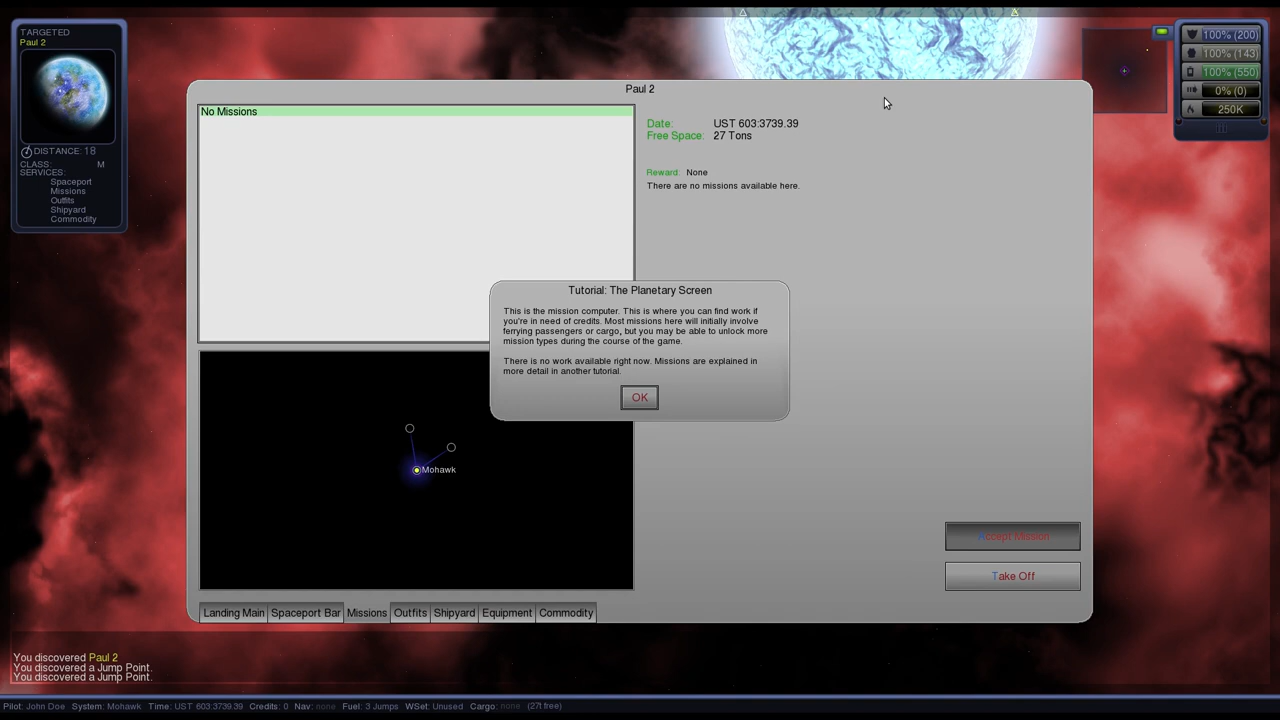 TARGETED
Paul 2
DISTANCE: 18
CLASS: M
SERVICES:
Spaceport
Missions
Outfits
Shipyard
Commodity
100% (200)
100% (143)
100% (550)
0% (0)
250K
Paul 2
No Missions
Date: UST 603:3739.39
Free Space: 27 Tons
Reward: None
There are no missions available here.
Tutorial: The Planetary Screen
This is the mission computer. This is where you can find work if
you're in need of credits. Most missions here will initially involve
ferrying passengers or cargo, but you may be able to unlock more
mission types during the course of the game.
There is no work available right now. Missions are explained in
more detail in another tutorial.
OK
Mohawk
Accept Mission
Take Off
Landing Main Spaceport Bar Missions Outfits Shipyard Equipment Commodity
You discovered Paul 2
You discovered a Jump Point.
You discovered a Jump Point.
Pilot: John Doe System: Mohawk Time: UST 603:3739.39 Credits: 0 Nav: none Fuel: 3 Jumps WSet: Unused Cargo: none (27t free)